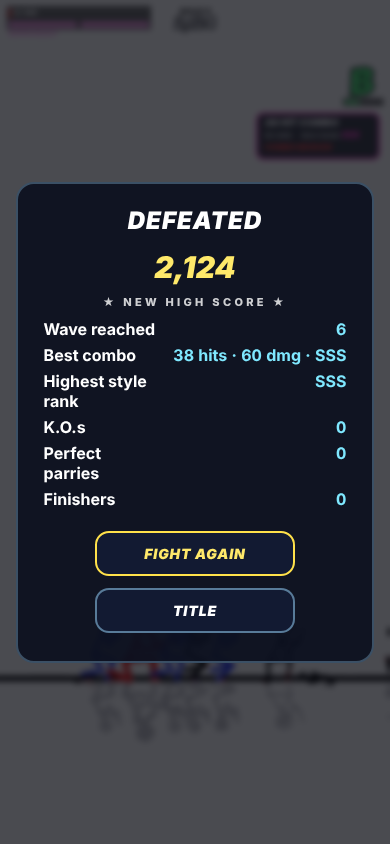 DEFEATED
2,124
★ NEW HIGH SCORE ★
Wave reached 6
Best combo 38 hits · 60 dmg · SSS
Highest style rank SSS
K.O.s 0
Perfect parries 0
Finishers 0
FIGHT AGAIN
TITLE